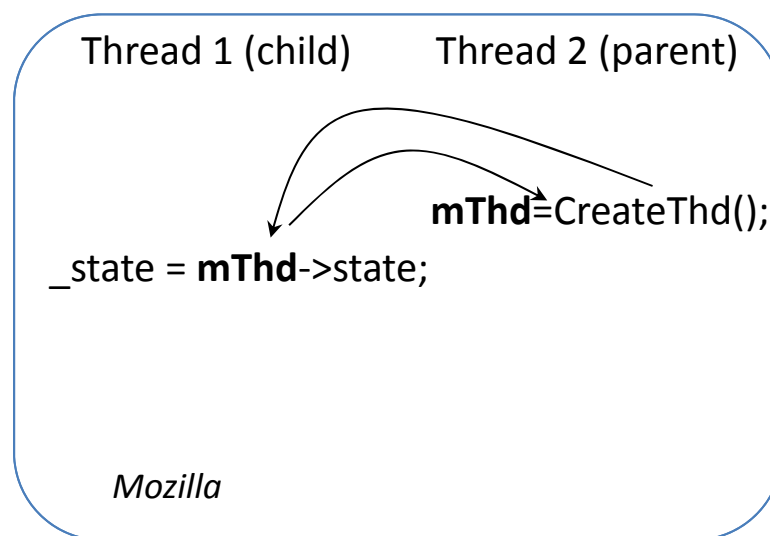 Thread 1 (child) Thread 2 (parent)
mThd=CreateThd();
_state = mThd->state;
Mozilla